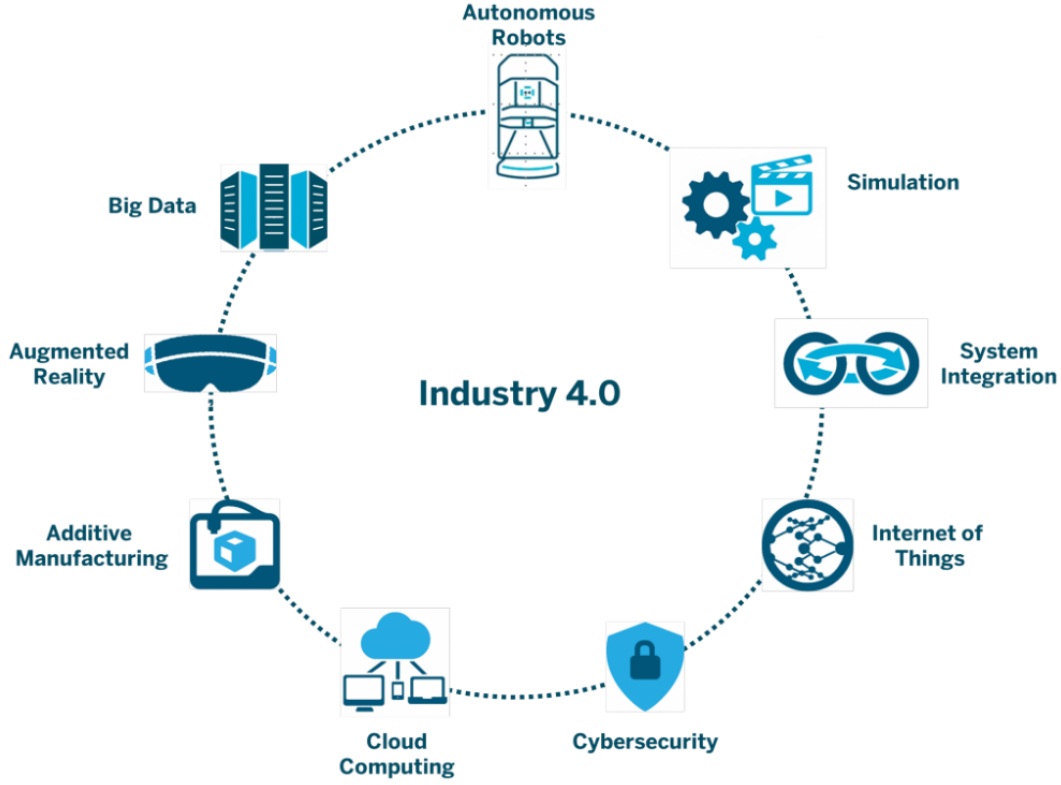 Autonomous
Robots
Simulation
Big Data
System
Integration
Augmented
Reality
Industry 4.0
Additive
Manufacturing
Internet of
Things
Cloud
Computing
Cybersecurity